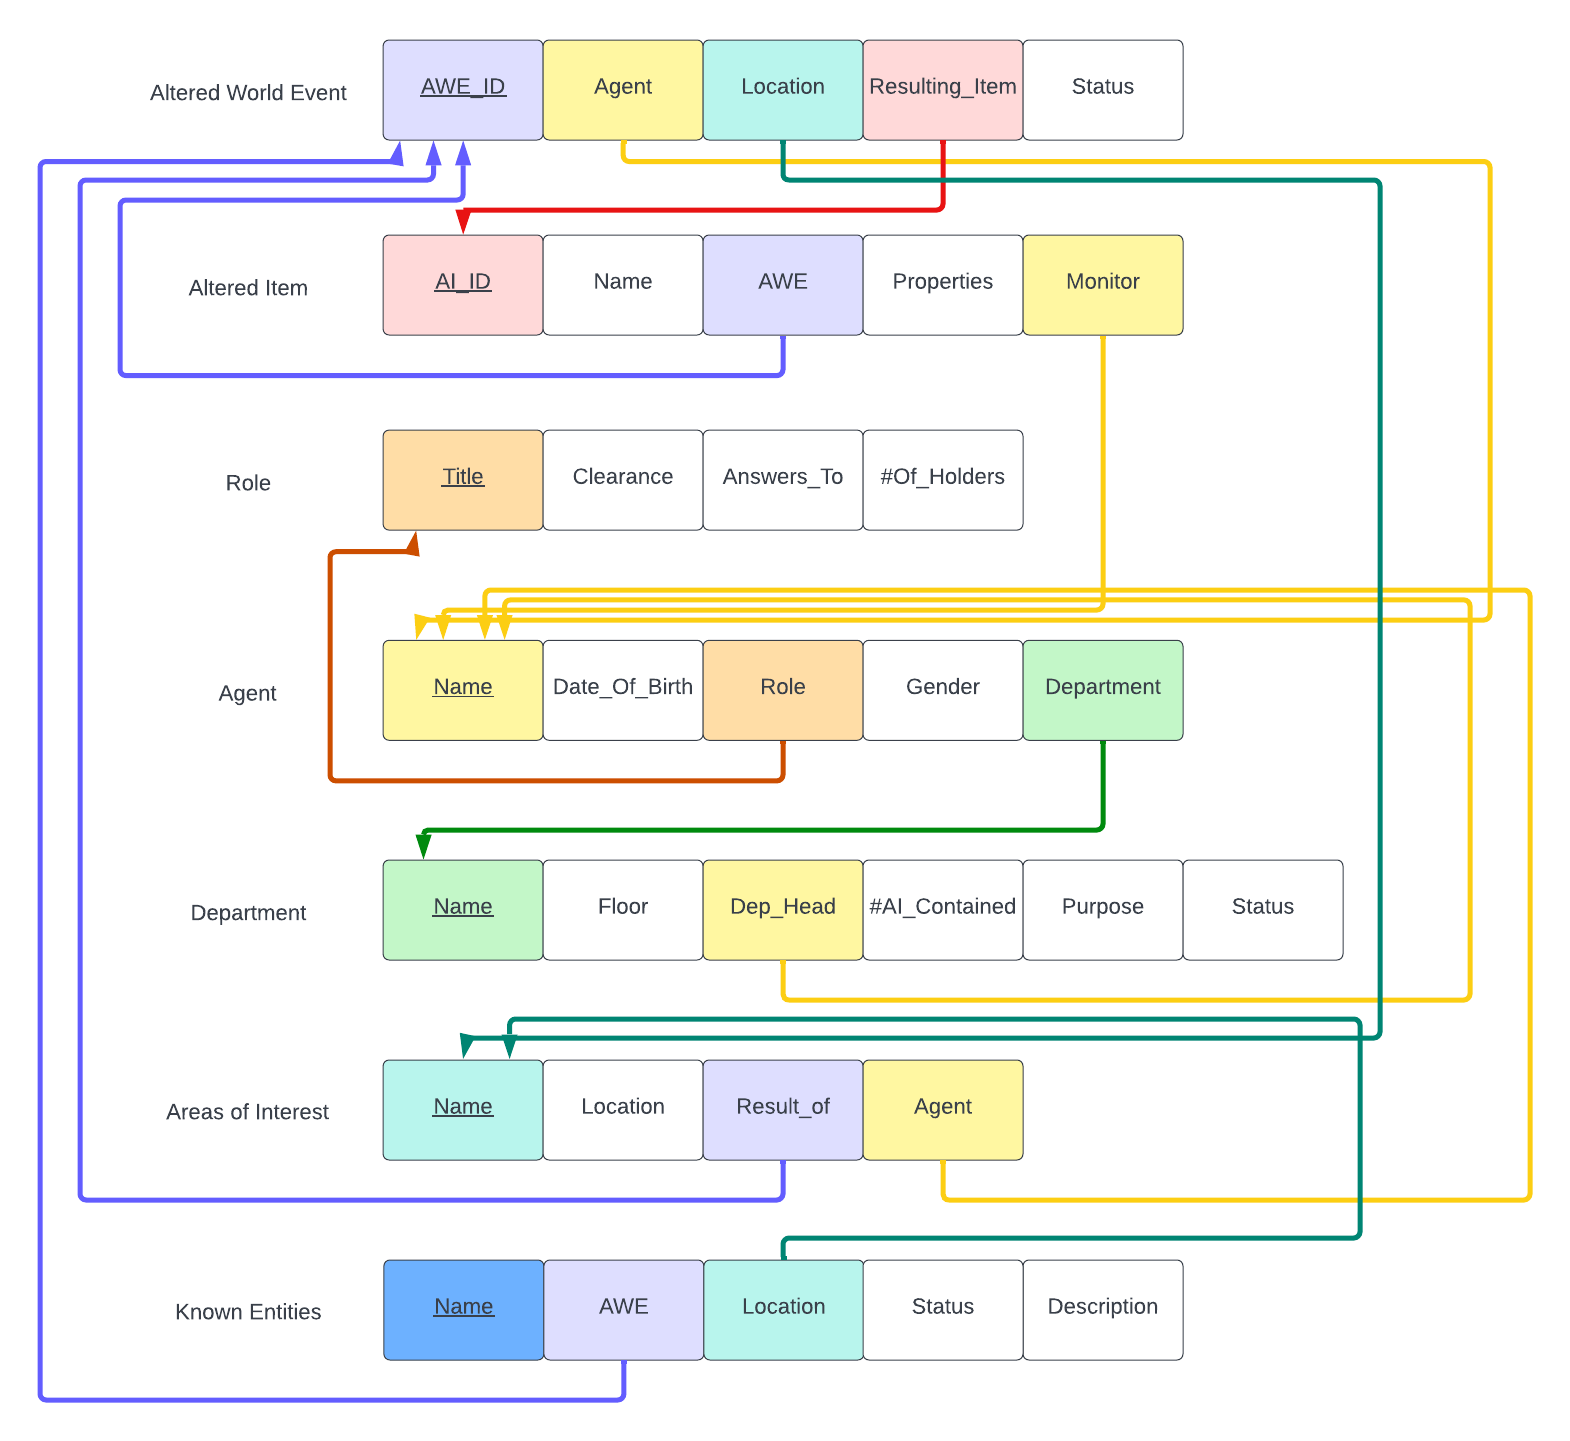 Altered World Event
AWE_ID Agent Location Resulting_Item Status
Altered Item
AI_ID Name AWE Properties Monitor
Role
Title Clearance Answers_To #Of_Holders
Agent
Name Date_Of_Birth Role Gender Department
Department
Name Floor Dep_Head #AI_Contained Purpose Status
Areas of Interest
Name Location Result_of Agent
Known Entities
Name AWE Location Status Description